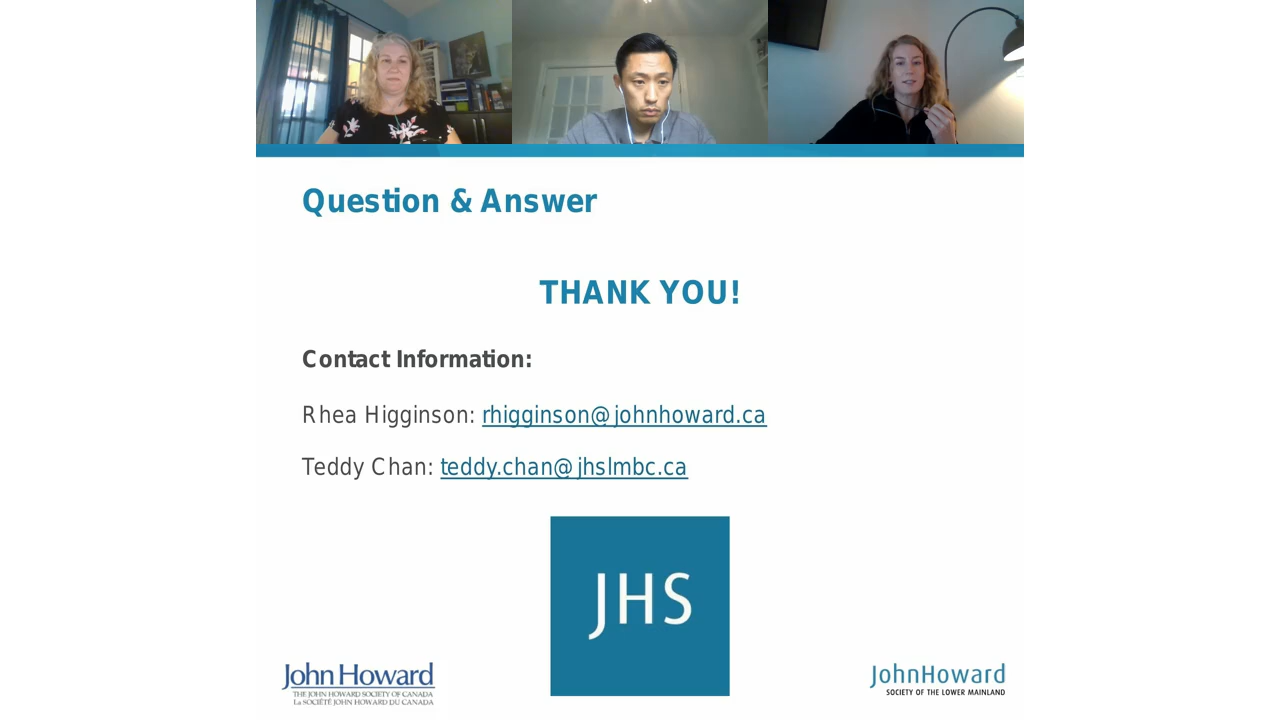 Question & Answer
THANK YOU!
Contact Information:
Rhea Higginson: rhigginson@johnhoward.ca
Teddy Chan: teddy.chan@jhslmbc.ca
JHS
John Howard
THE JOHN HOWARD SOCIETY OF CANADA
LA SOCIÉTÉ JOHN HOWARD DU CANADA
JohnHoward
SOCIETY OF THE LOWER MAINLAND